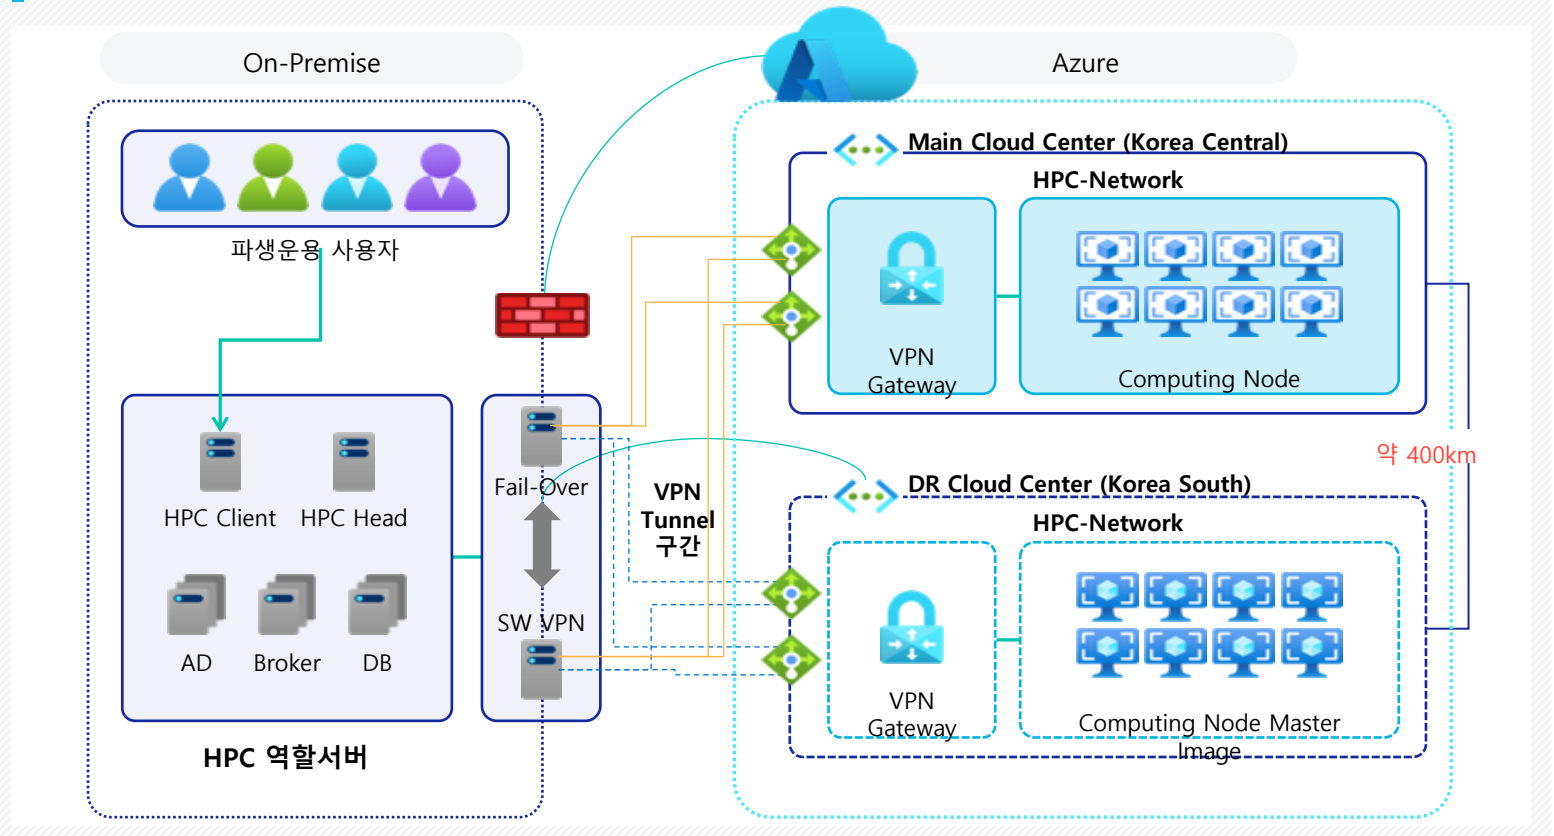 On-Premise
Azure
파생운용 사용자
HPC Client
HPC Head
AD
Broker
DB
HPC 역할서버
Fail-Over
SW VPN
VPN
Tunnel
구간
Main Cloud Center (Korea Central)
HPC-Network
VPN
Gateway
Computing Node
약 400km
DR Cloud Center (Korea South)
HPC-Network
VPN
Gateway
Computing Node Master
Image